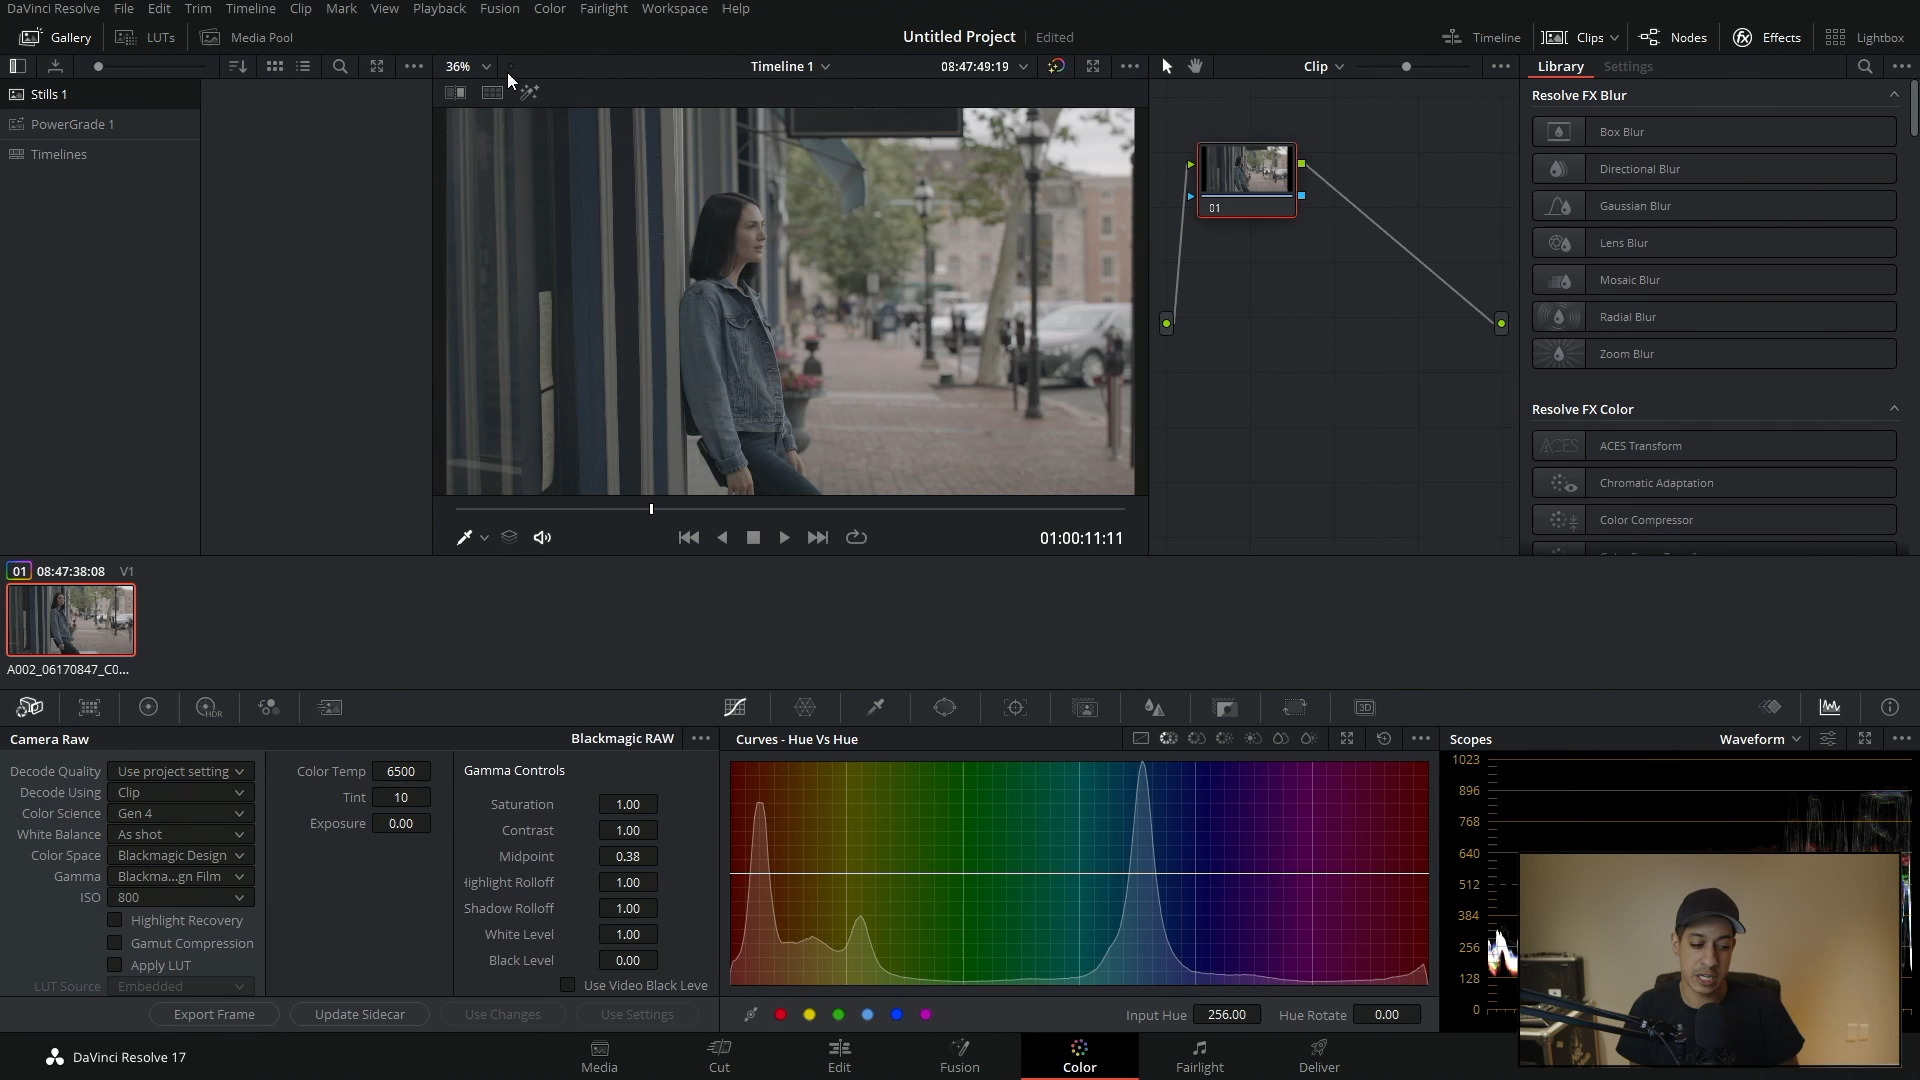 DaVinci Resolve File Edit Trim Timeline Clip Mark View Playback Fusion Color Fairlight Workspace Help
Gallery LUTs Media Pool Untitled Project Edited Timeline Clips Nodes Effects Lightbox
36% Timeline 1 08:47:49:19 Clip Library Settings
Stills 1
PowerGrade 1
Timelines
01
Resolve FX Blur
Box Blur
Directional Blur
Gaussian Blur
Lens Blur
Mosaic Blur
Radial Blur
Zoom Blur
Resolve FX Color
ACES ACES Transform
Chromatic Adaptation
Color Compressor
01:00:11:11
01 08:47:38:08 V1
A002_06170847_C0...
HDR 3D
Camera Raw Blackmagic RAW
Decode Quality Use project setting
Decode Using Clip
Color Science Gen 4
White Balance As shot
Color Space Blackmagic Design
Gamma Blackma...gn Film
ISO 800
Highlight Recovery
Gamut Compression
Apply LUT
LUT Source Embedded
Color Temp 6500
Tint 10
Exposure 0.00
Gamma Controls
Saturation 1.00
Contrast 1.00
Midpoint 0.38
Highlight Rolloff 1.00
Shadow Rolloff 1.00
White Level 1.00
Black Level 0.00
Use Video Black Leve
Export Frame Update Sidecar Use Changes Use Settings
Curves - Hue Vs Hue
Input Hue 256.00 Hue Rotate 0.00
Scopes Waveform
1023
896
768
640
512
384
256
128
0
DaVinci Resolve 17 Media Cut Edit Fusion Color Fairlight Deliver